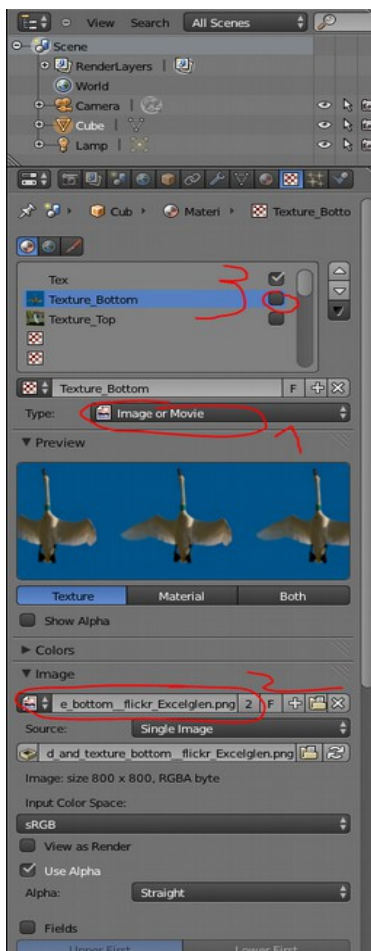 View Search All Scenes
Scene
RenderLayers
World
Camera
Cube
Lamp
Cub Materi Texture_Botto
Tex 3
Texture_Bottom
Texture_Top
Texture_Bottom F
Type: Image or Movie
1
Preview
Texture Material Both
Show Alpha
Colors
Image 2
e_bottom__flickr_Excelglen.png 2 F
Source: Single Image
d_and_texture_bottom__flickr_Excelglen.png
Image: size 800 x 800, RGBA byte
Input Color Space:
sRGB
View as Render
Use Alpha
Alpha: Straight
Fields
Upper First Lower First